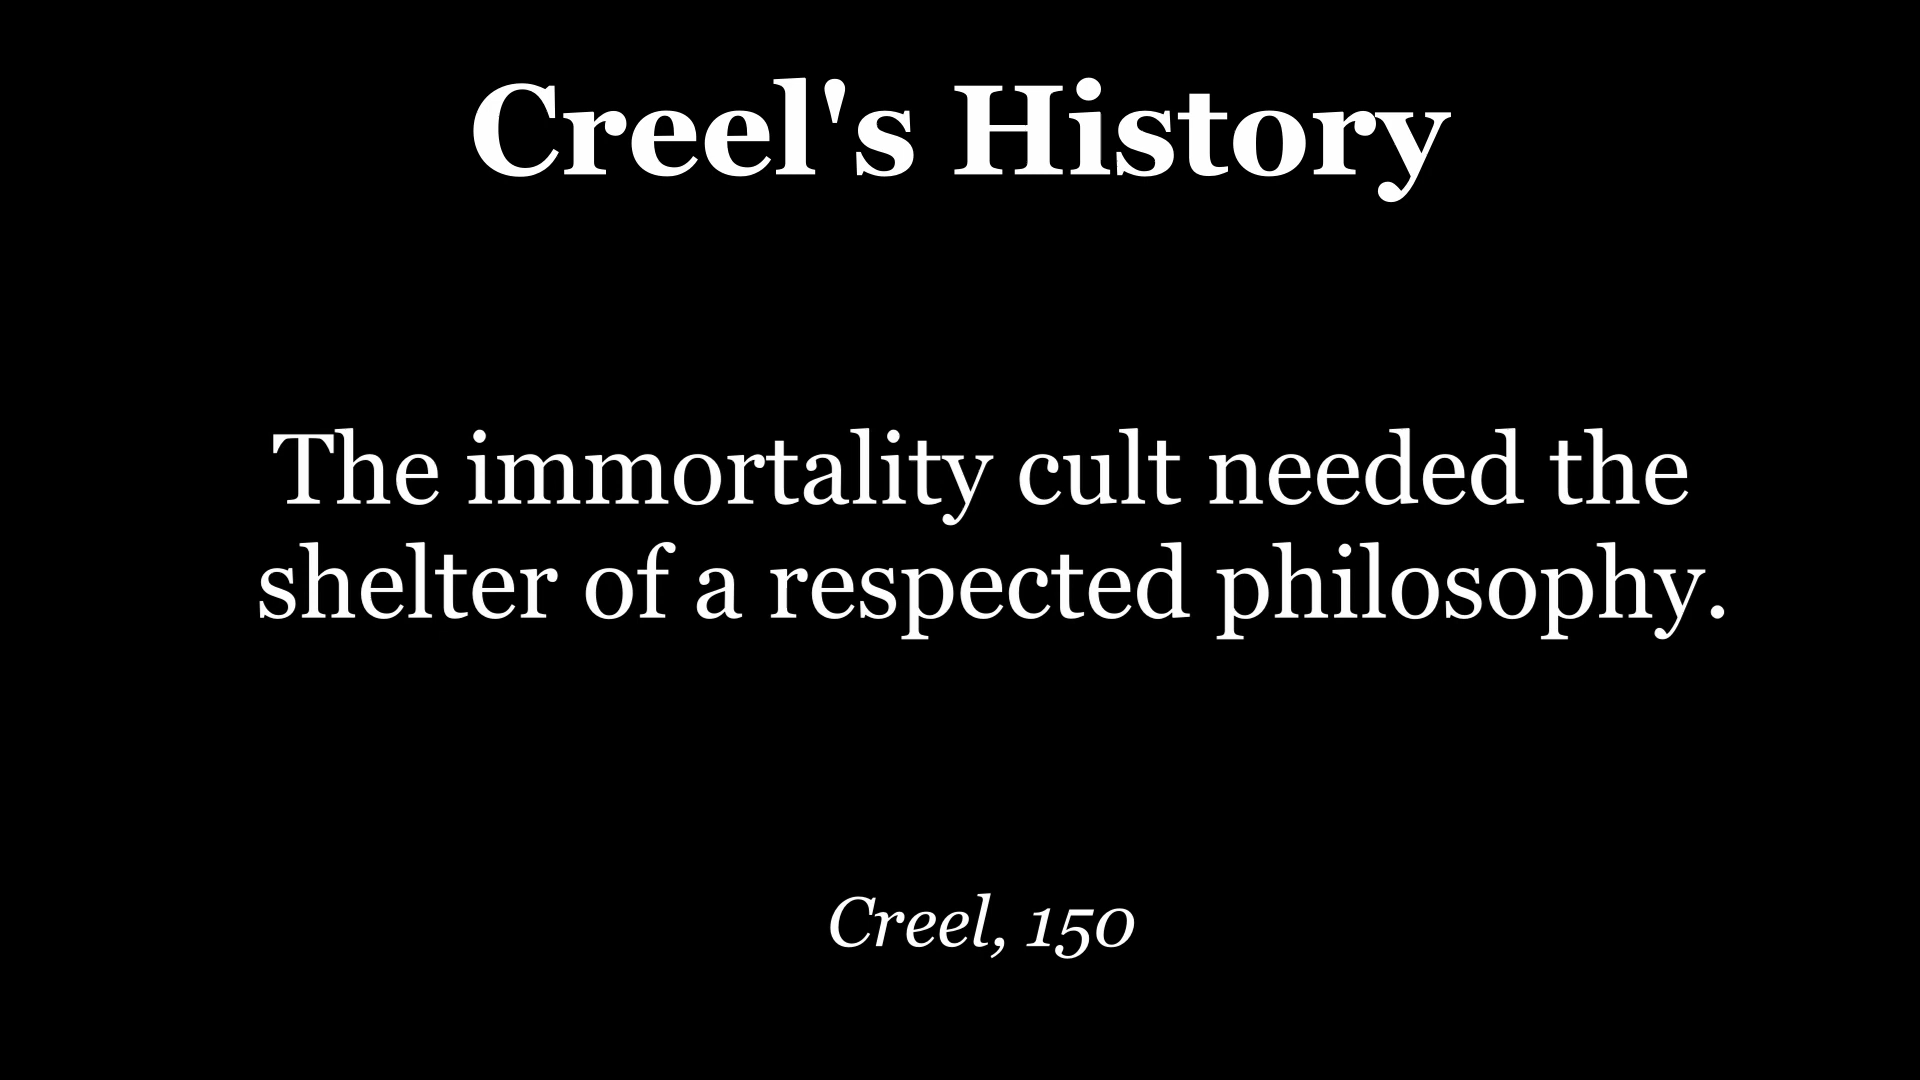 Creel's History
The immortality cult needed the
shelter of a respected philosophy.
Creel, 150